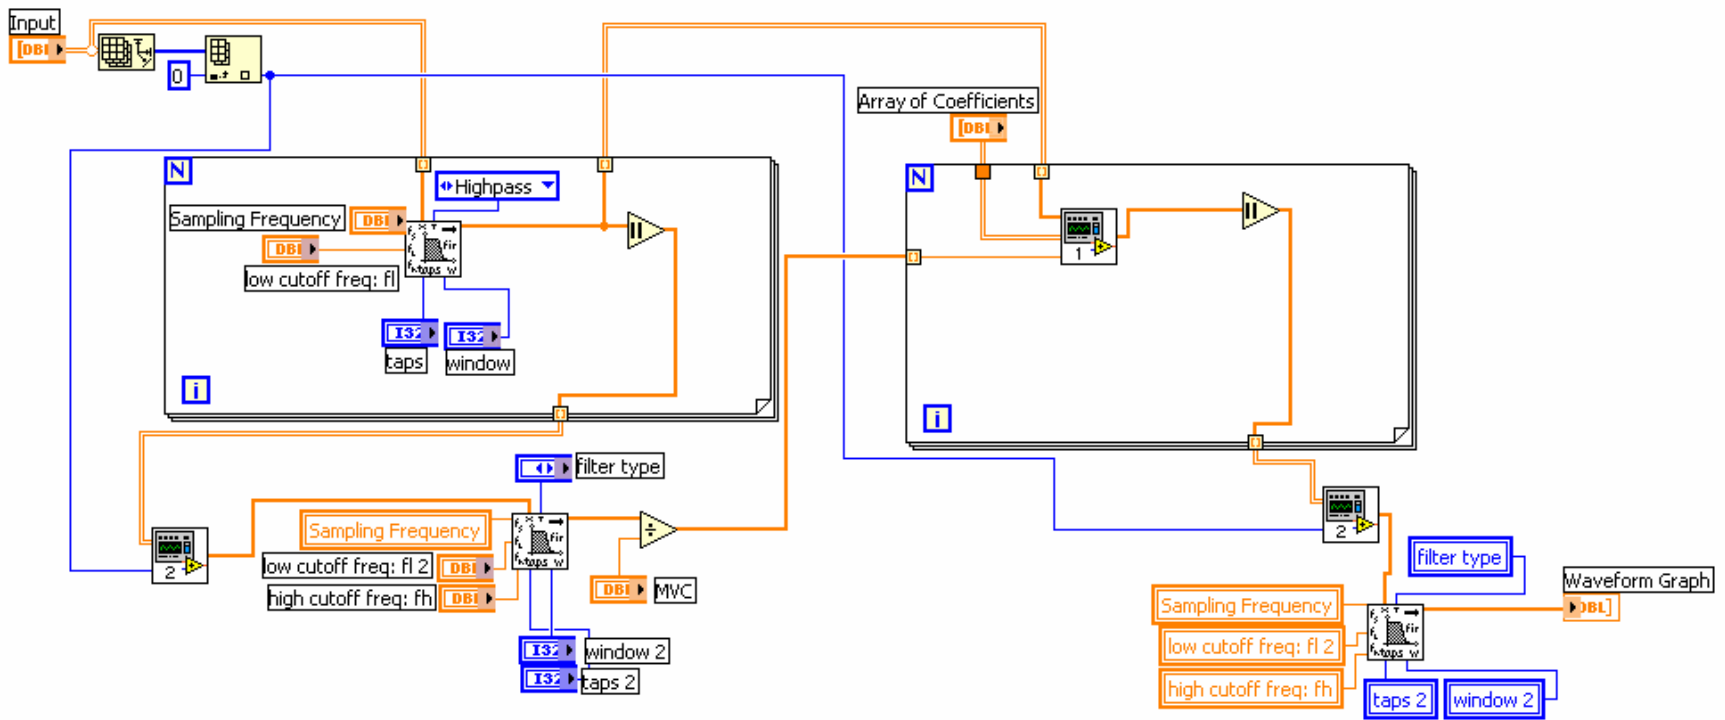 Input
[DBl
0
N
Highpass
Sampling Frequency
DBl
DBl
low cutoff freq: fl
fir
taps w
I32
I32
taps
window
i
Array of Coefficients
[DBl
N
1
i
filter type
Sampling Frequency
fir
taps w
÷
low cutoff freq: fl 2
DBl
high cutoff freq: fh
DBl
DBl
MVC
2
I32
window 2
I32
taps 2
2
filter type
Waveform Graph
DBL]
Sampling Frequency
fir
taps w
low cutoff freq: fl 2
high cutoff freq: fh
taps 2
window 2